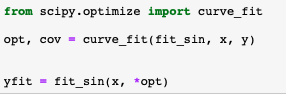 from scipy.optimize import curve_fit
opt, cov = curve_fit(fit_sin, x, y)
yfit = fit_sin(x, *opt)